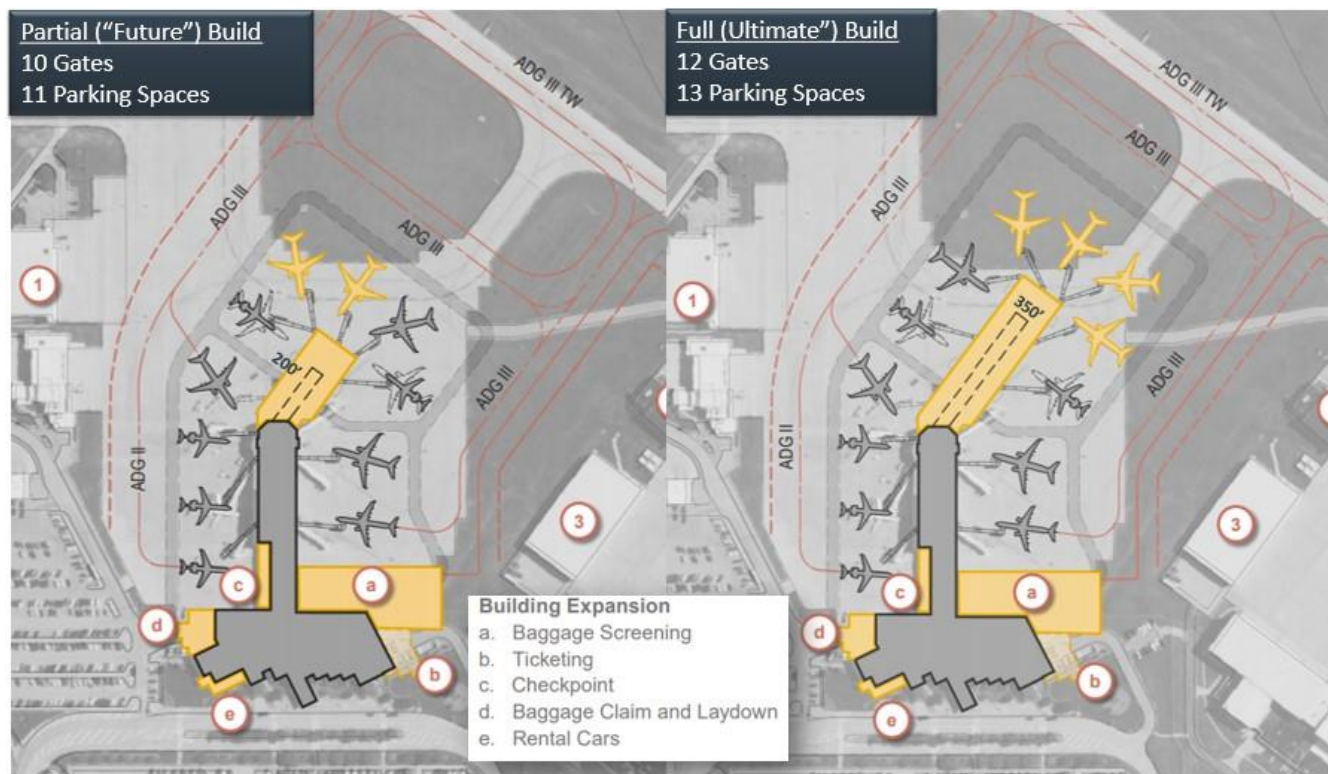 Partial (“Future”) Build
10 Gates
11 Parking Spaces
ADG III TW
ADG III
ADG III
1
200’
ADG III
ADG II
3
c
a
d
b
e
Full (Ultimate”) Build
12 Gates
13 Parking Spaces
ADG III TW
ADG III
ADG III
1
350’
ADG III
ADG II
3
c
a
d
b
e
Building Expansion
a. Baggage Screening
b. Ticketing
c. Checkpoint
d. Baggage Claim and Laydown
e. Rental Cars